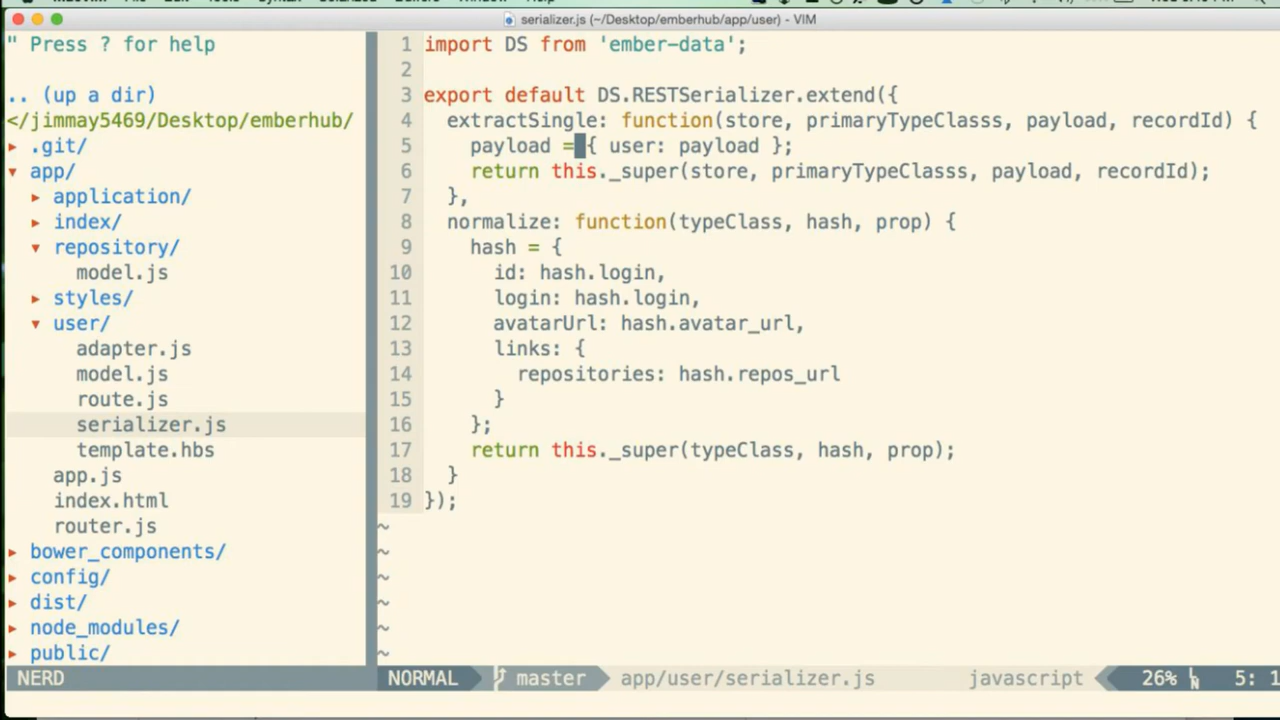 serializer.js (~/Desktop/emberhub/app/user) - VIM
" Press ? for help
.. (up a dir)
</jimmay5469/Desktop/emberhub/
▸ .git/
▾ app/
▸ application/
▸ index/
▾ repository/
model.js
▸ styles/
▾ user/
adapter.js
model.js
route.js
serializer.js
template.hbs
app.js
index.html
router.js
▸ bower_components/
▸ config/
▸ dist/
▸ node_modules/
▸ public/
NERD
1 import DS from 'ember-data';
2
3 export default DS.RESTSerializer.extend({
4 extractSingle: function(store, primaryTypeClasss, payload, recordId) {
5 payload = { user: payload };
6 return this._super(store, primaryTypeClasss, payload, recordId);
7 },
8 normalize: function(typeClass, hash, prop) {
9 hash = {
10 id: hash.login,
11 login: hash.login,
12 avatarUrl: hash.avatar_url,
13 links: {
14 repositories: hash.repos_url
15 }
16 };
17 return this._super(typeClass, hash, prop);
18 }
19 });
~
~
~
~
~
~
NORMAL master app/user/serializer.js javascript 26% 5: 1